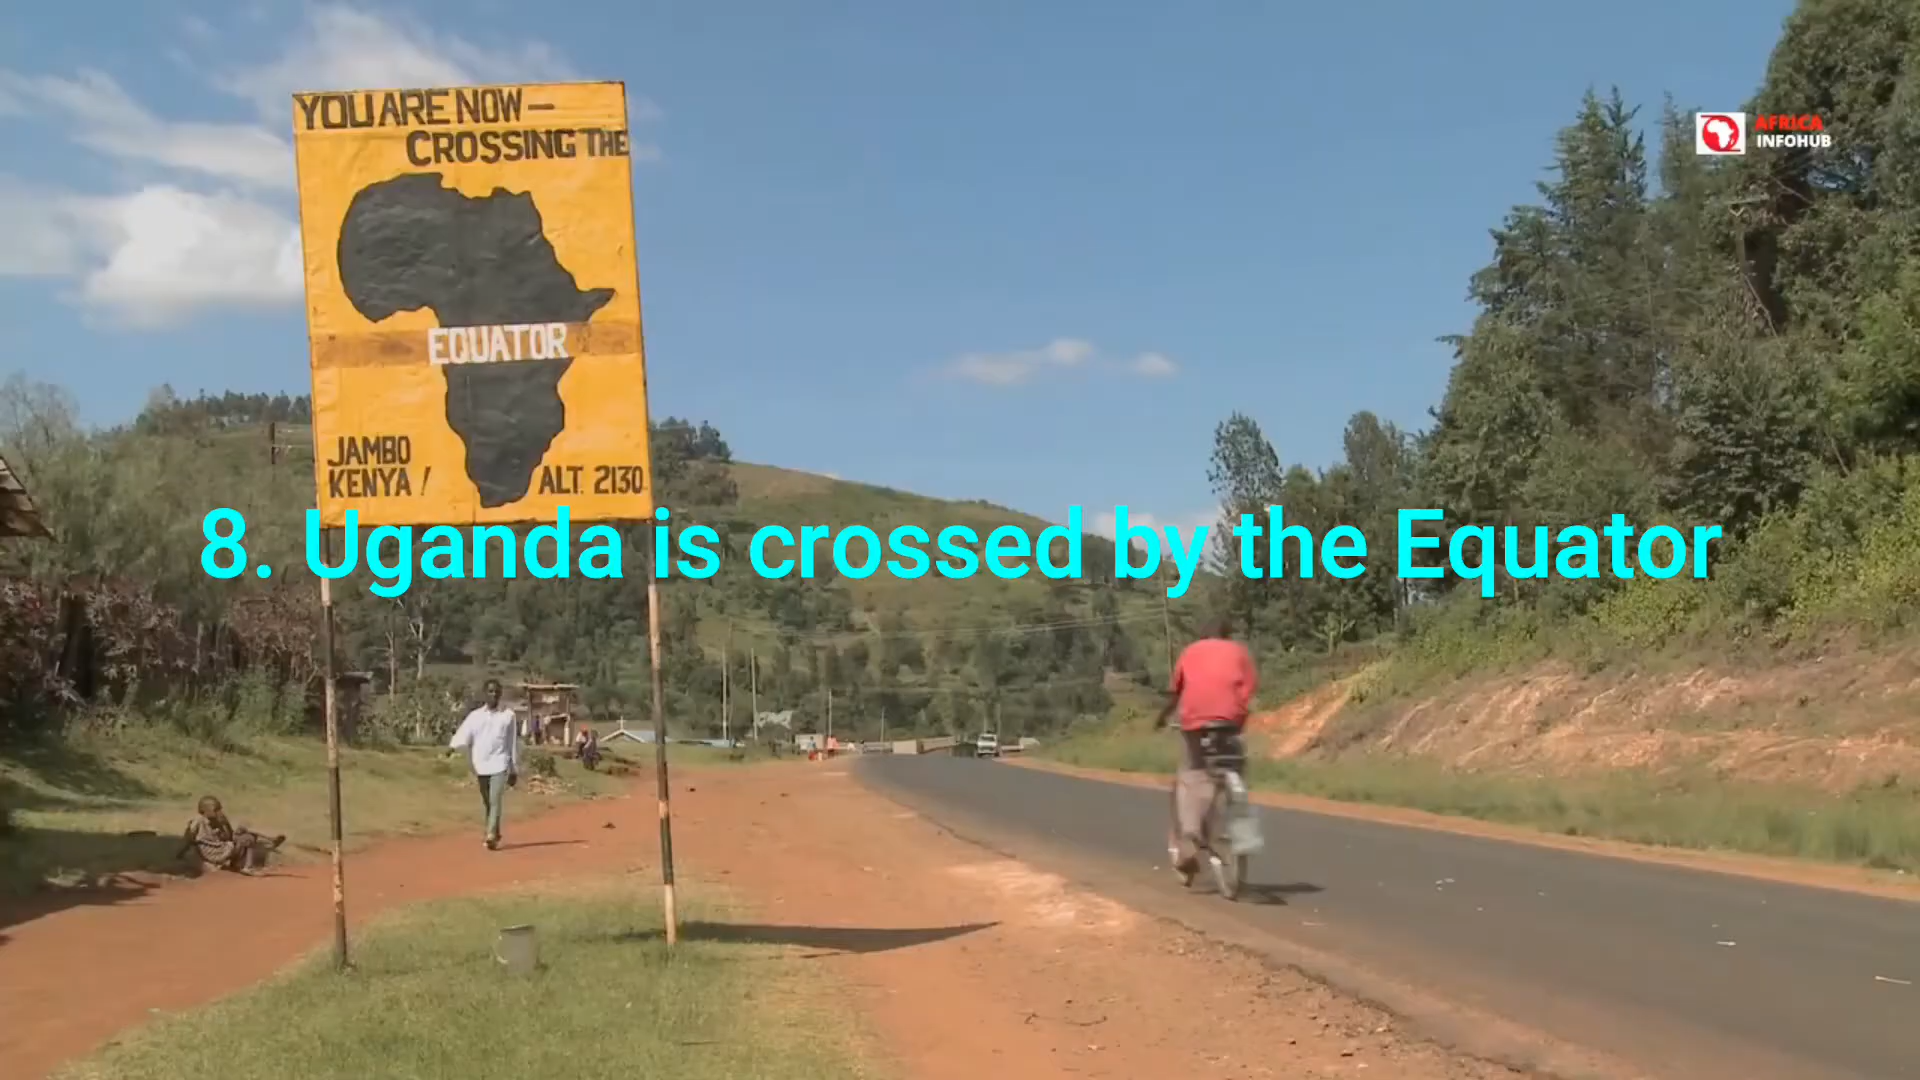 YOU ARE NOW —
CROSSING THE
AFRICA
INFOHUB
EQUATOR
JAMBO
KENYA !
ALT. 2130
8. Uganda is crossed by the Equator